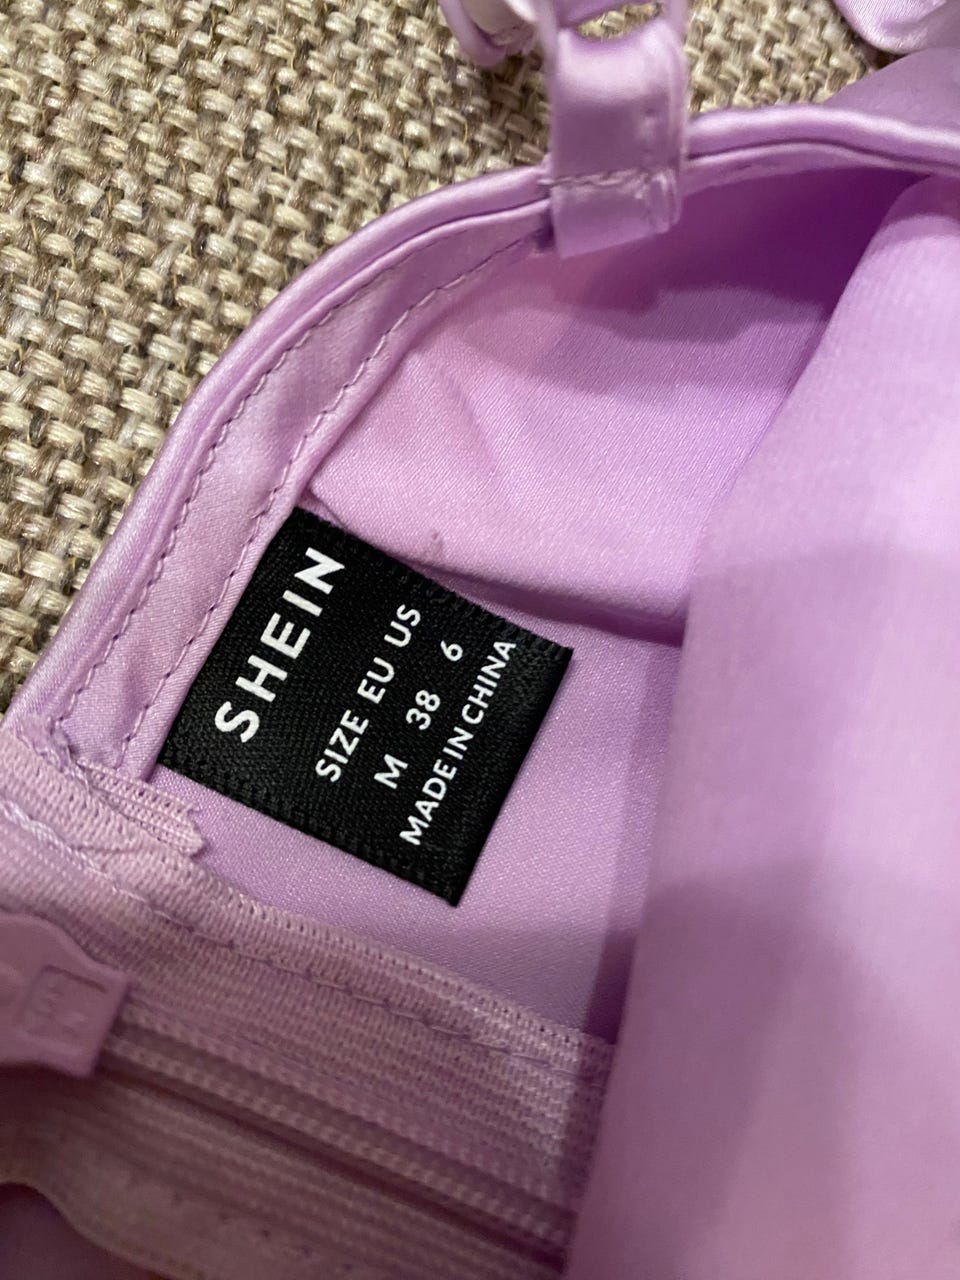 SHEIN
SIZE EU US
M 38 6
MADE IN CHINA